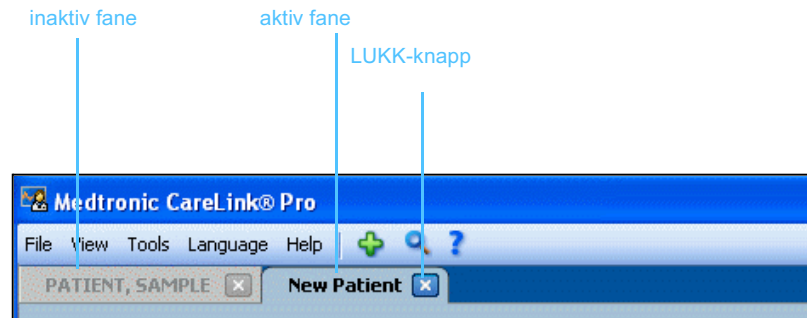 inaktiv fane aktiv fane
LUKK-knapp
Medtronic CareLink® Pro
File View Tools Language Help
PATIENT, SAMPLE New Patient